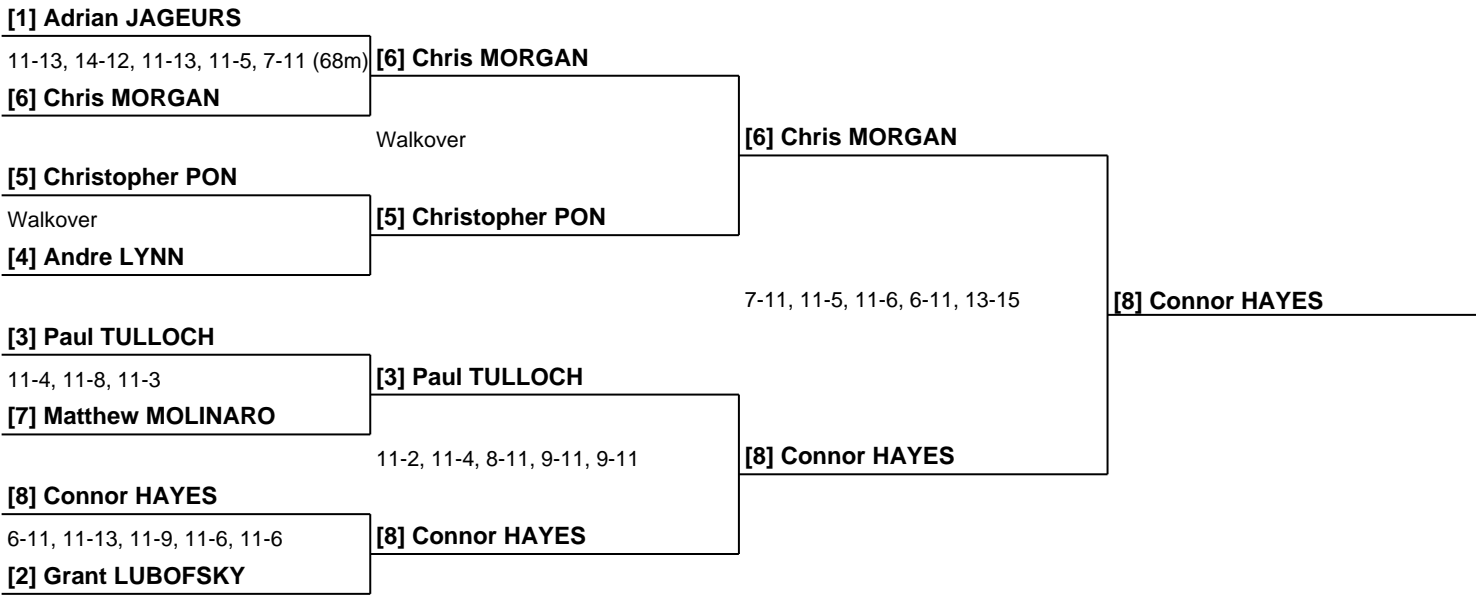 [1] Adrian JAGEURS
11-13, 14-12, 11-13, 11-5, 7-11 (68m)
[6] Chris MORGAN
[6] Chris MORGAN
Walkover
[6] Chris MORGAN
[5] Christopher PON
Walkover
[5] Christopher PON
[4] Andre LYNN
7-11, 11-5, 11-6, 6-11, 13-15
[8] Connor HAYES
[3] Paul TULLOCH
11-4, 11-8, 11-3
[3] Paul TULLOCH
[7] Matthew MOLINARO
11-2, 11-4, 8-11, 9-11, 9-11
[8] Connor HAYES
[8] Connor HAYES
6-11, 11-13, 11-9, 11-6, 11-6
[8] Connor HAYES
[2] Grant LUBOFSKY